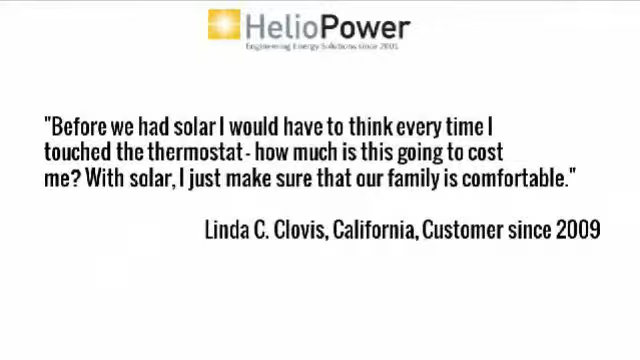 HelioPower
Engineering Energy Solutions since 2001
"Before we had solar I would have to think every time I
touched the thermostat - how much is this going to cost
me? With solar, I just make sure that our family is comfortable."
Linda C. Clovis, California, Customer since 2009